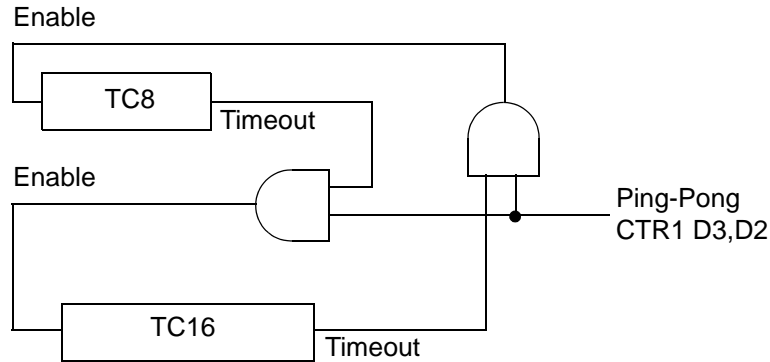 Enable
TC8
Timeout
Enable
Ping-Pong
CTR1 D3,D2
TC16
Timeout